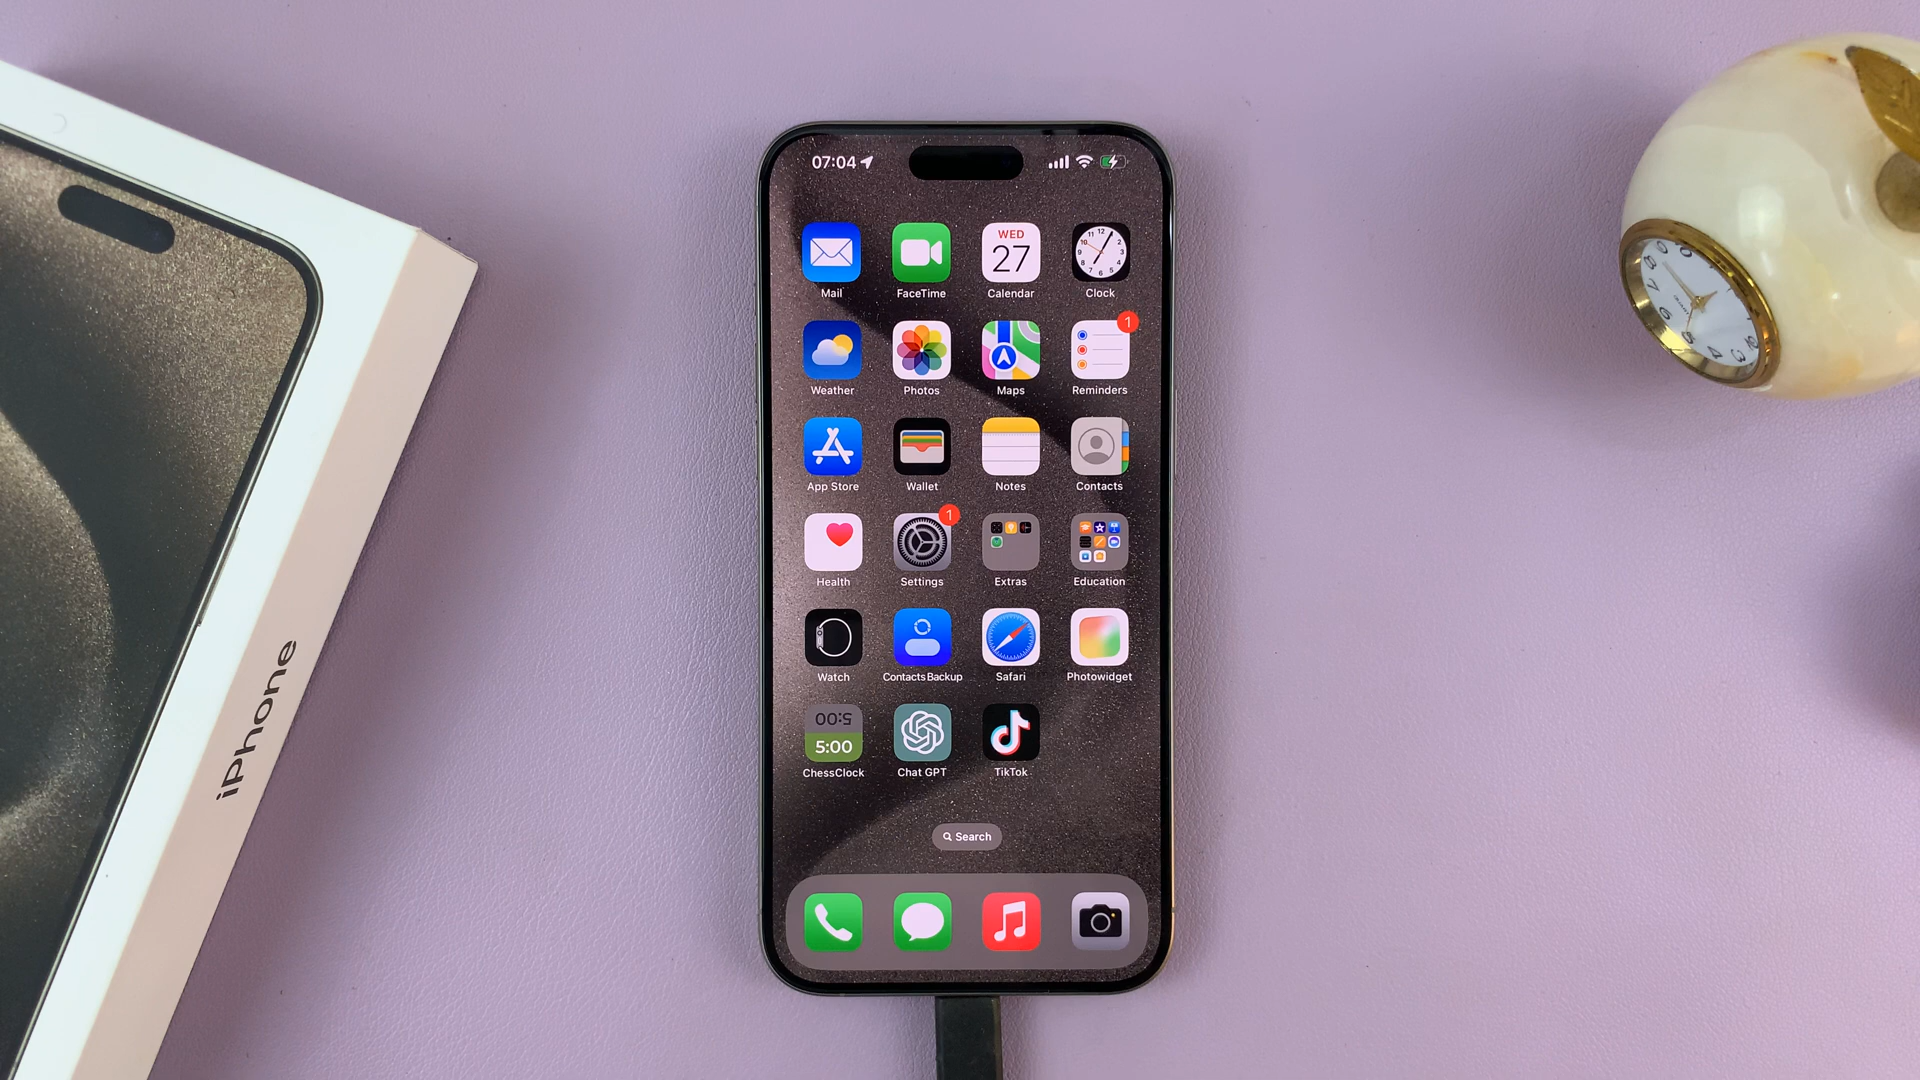 07:04
WED
27
Mail
FaceTime
Calendar
Clock
1
Weather
Photos
Maps
Reminders
App Store
Wallet
Notes
Contacts
1
Health
Settings
Extras
Education
Watch
Contacts Backup
Safari
Photowidget
5:00
5:00
ChessClock
Chat GPT
TikTok
Search
iPhone